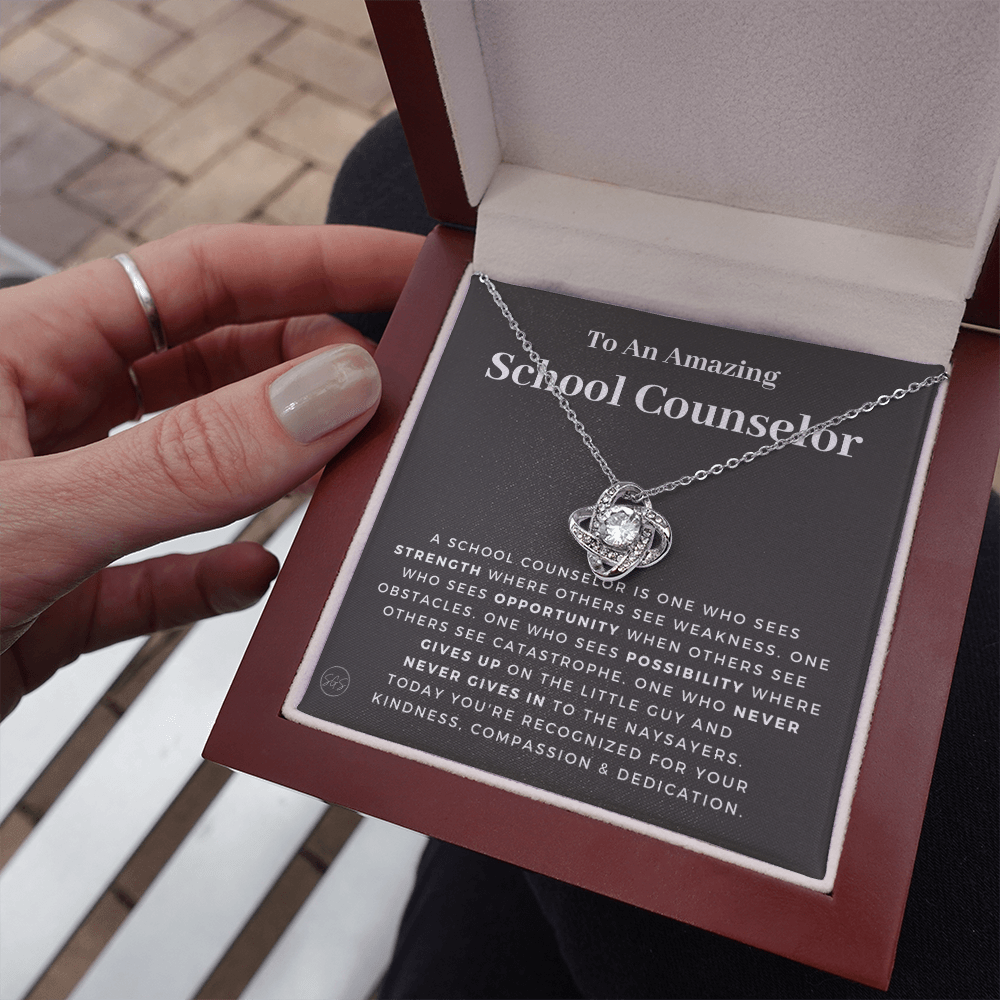 To An Amazing
School Counselor
A SCHOOL COUNSELOR IS ONE WHO SEES
STRENGTH WHERE OTHERS SEE WEAKNESS. ONE
WHO SEES OPPORTUNITY WHEN OTHERS SEE
OBSTACLES. ONE WHO SEES POSSIBILITY WHERE
OTHERS SEE CATASTROPHE. ONE WHO NEVER
GIVES UP ON THE LITTLE GUY AND
NEVER GIVES IN TO THE NAYSAYERS.
TODAY YOU'RE RECOGNIZED FOR YOUR
KINDNESS, COMPASSION & DEDICATION.